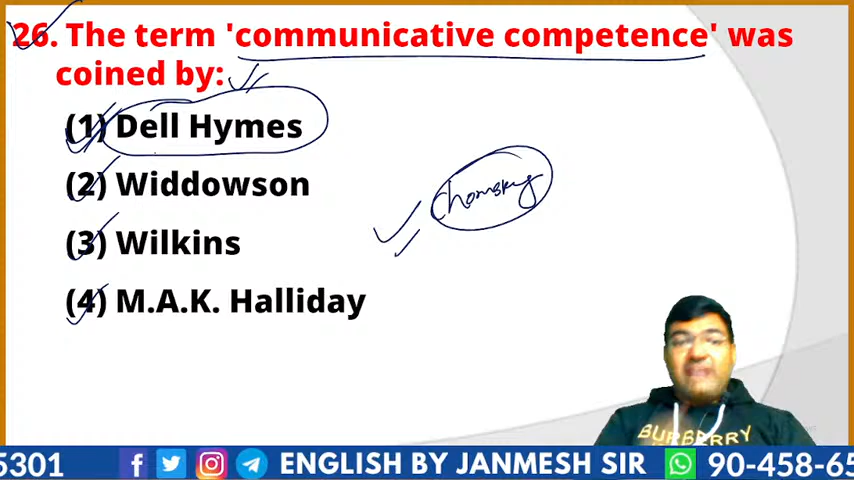 26. The term 'communicative competence' was
coined by:
(1) Dell Hymes
(2) Widdowson
Chomsky
(3) Wilkins
(4) M.A.K. Halliday
BURBERRY
5301 ENGLISH BY JANMESH SIR 90-458-65